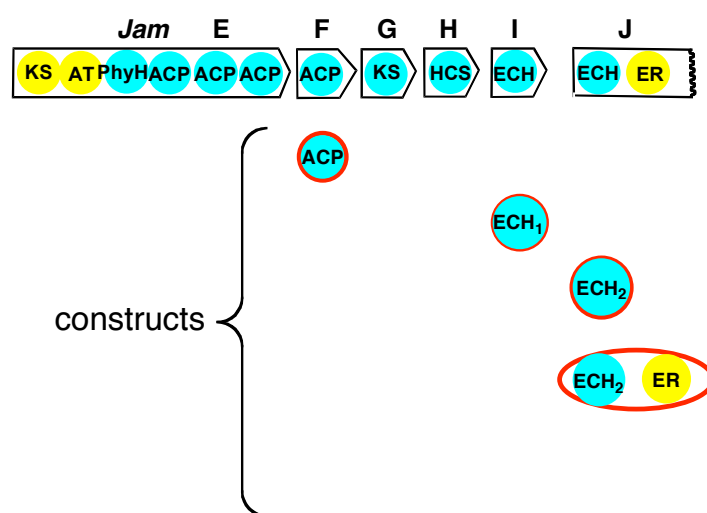 Jam E F G H I J
KS AT PhyH ACP ACP ACP ACP KS HCS ECH ECH ER
ACP
ECH₁
ECH₂
constructs
ECH₂ ER